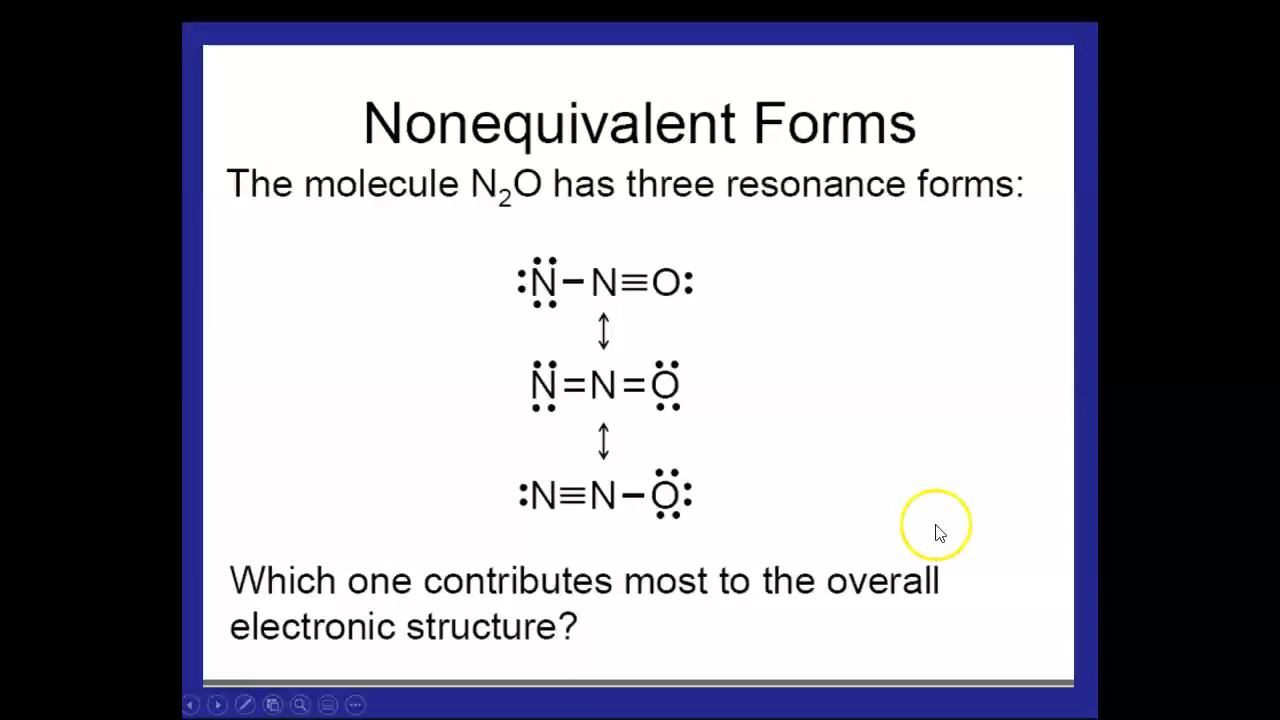 Nonequivalent Forms
The molecule N₂O has three resonance forms:
:N̤̈–N≡O:
↕
N̤̈=N=Ö̤
↕
:N≡N–Ö̤:
Which one contributes most to the overall
electronic structure?